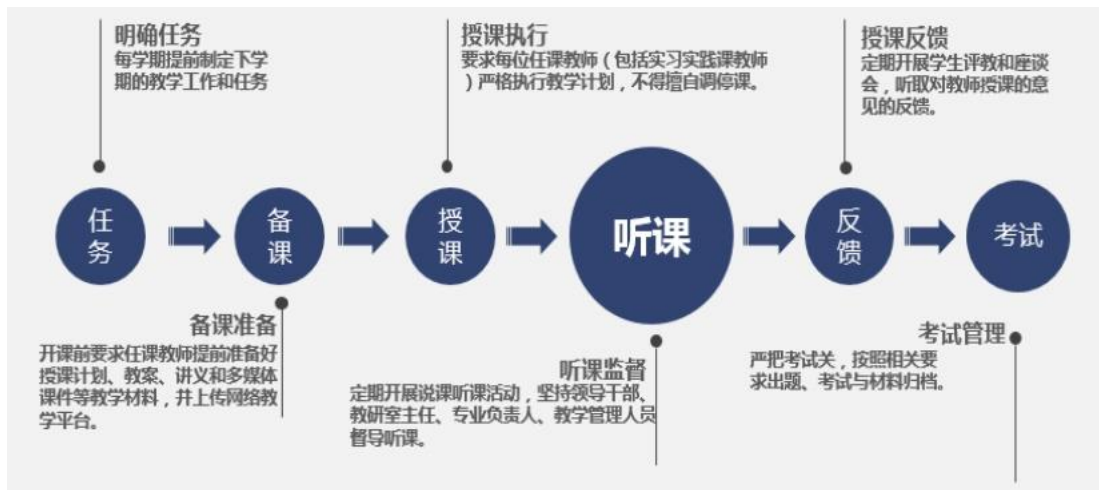 明确任务
每学期提前制定下学
期的教学工作和任务
授课执行
要求每位任课教师（包括实习实践课教师
）严格执行教学计划，不得擅自调停课。
授课反馈
定期开展学生评教和座谈
会，听取对教师授课的意
见的反馈。
任
务
备
课
授
课
听课
反
馈
考试
备课准备
开课前要求任课教师提前准备好
授课计划、教案、讲义和多媒体
课件等教学材料，并上传网络教
学平台。
听课监督
定期开展说课听课活动，坚持领导干部、
教研室主任、专业负责人、教学管理人员
督导听课。
考试管理
严把考试关，按照相关要
求出题、考试与材料归档。